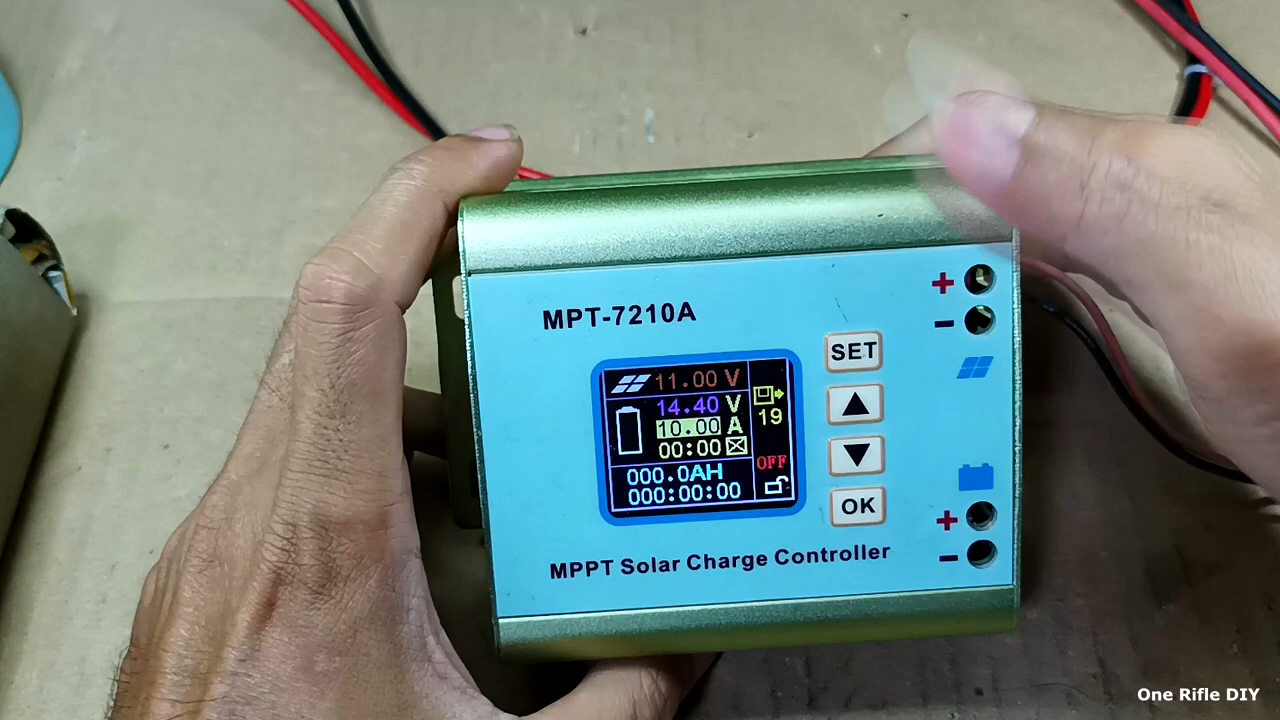 MPT-7210A
11.00 V
14.40 V
10.00 A
00:00
000.0AH
000:00:00
19
OFF
SET
▲
▼
OK
+
−
+
−
MPPT Solar Charge Controller
One Rifle DIY